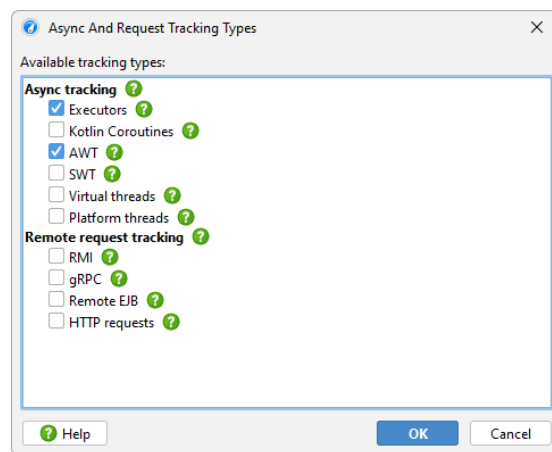 Async And Request Tracking Types
Available tracking types:
Async tracking ?
Executors ?
Kotlin Coroutines ?
AWT ?
SWT ?
Virtual threads ?
Platform threads ?
Remote request tracking ?
RMI ?
gRPC ?
Remote EJB ?
HTTP requests ?
? Help OK Cancel